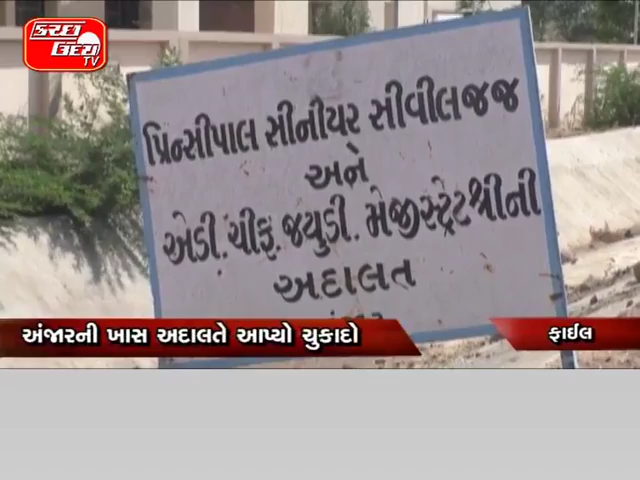 કચ્છ
ઉદય
TV
પ્રિન્સીપાલ સીનીયર સીવીલજજ
અને
એડી. ચીફ. જયુડી. મેજીસ્ટ્રેટશ્રીની
અદાલત
અંજારની ખાસ અદાલતે આપ્યો ચુકાદો
ફાઈલ